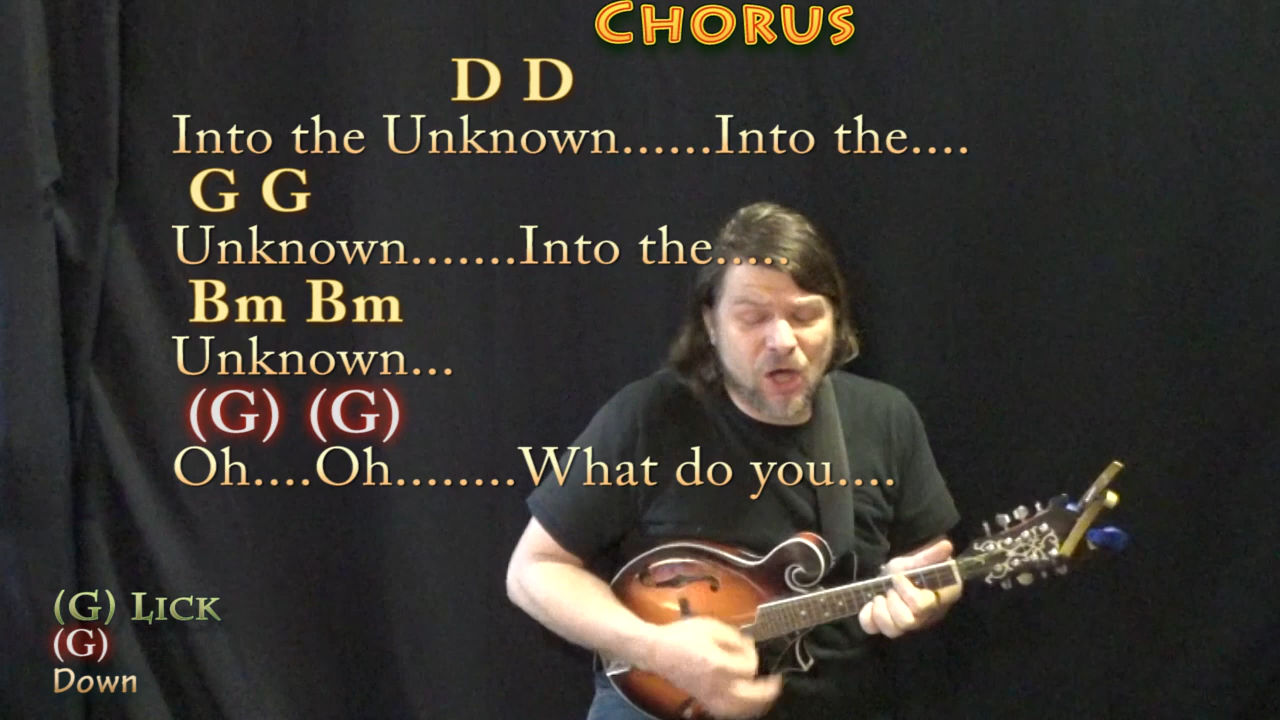 CHORUS
D D
Into the Unknown......Into the....
G G
Unknown.......Into the.....
Bm Bm
Unknown...
(G) (G)
Oh....Oh........What do you....
(G) LICK
(G)
Down